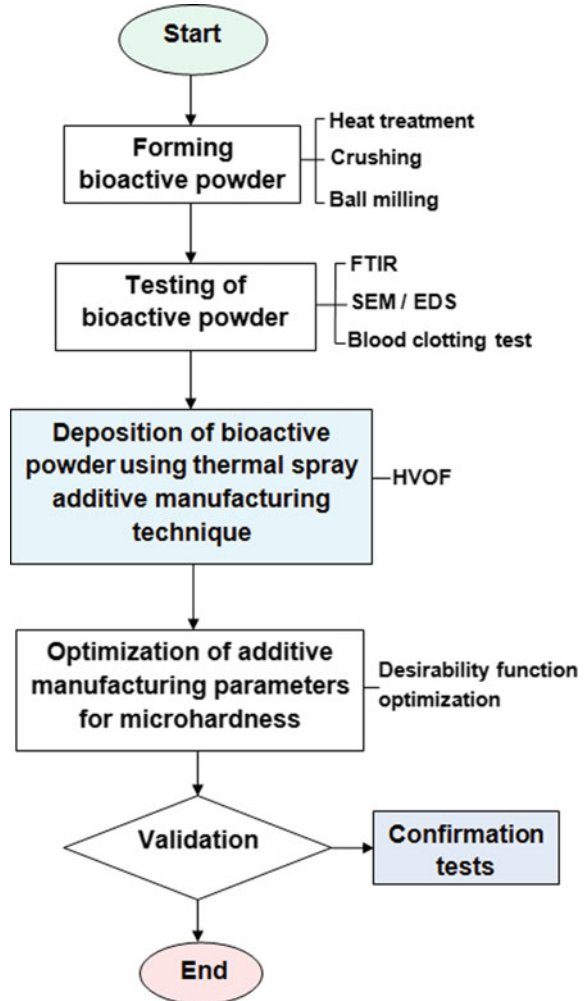 Start
Forming
bioactive powder
Heat treatment
Crushing
Ball milling
Testing of
bioactive powder
FTIR
SEM / EDS
Blood clotting test
Deposition of bioactive
powder using thermal spray
additive manufacturing
technique
HVOF
Optimization of additive
manufacturing parameters
for microhardness
Desirability function
optimization
Validation
Confirmation
tests
End